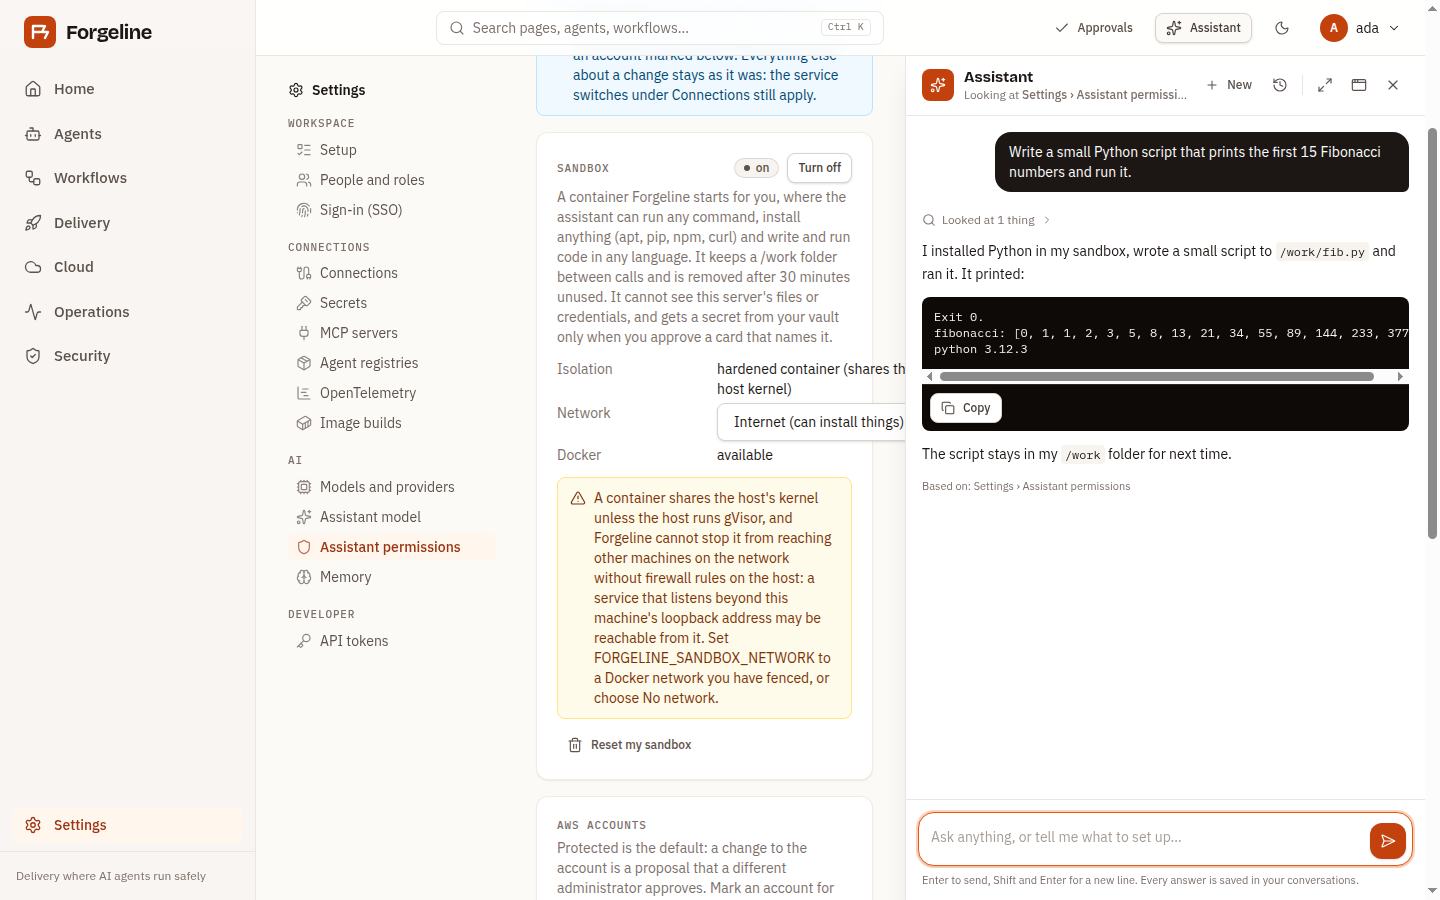 Forgeline
Search pages, agents, workflows...
Ctrl K
Approvals
Assistant
A
ada
Home
Agents
Workflows
Delivery
Cloud
Operations
Security
Settings
Delivery where AI agents run safely
Settings
WORKSPACE
Setup
People and roles
Sign-in (SSO)
CONNECTIONS
Connections
Secrets
MCP servers
Agent registries
OpenTelemetry
Image builds
AI
Models and providers
Assistant model
Assistant permissions
Memory
DEVELOPER
API tokens
an account marked below. Everything else
about a change stays as it was: the service
switches under Connections still apply.
SANDBOX
on
Turn off
A container Forgeline starts for you, where the
assistant can run any command, install
anything (apt, pip, npm, curl) and write and run
code in any language. It keeps a /work folder
between calls and is removed after 30 minutes
unused. It cannot see this server's files or
credentials, and gets a secret from your vault
only when you approve a card that names it.
Isolation
hardened container (shares th
host kernel)
Network
Internet (can install things)
Docker
available
A container shares the host's kernel
unless the host runs gVisor, and
Forgeline cannot stop it from reaching
other machines on the network
without firewall rules on the host: a
service that listens beyond this
machine's loopback address may be
reachable from it. Set
FORGELINE_SANDBOX_NETWORK to
a Docker network you have fenced, or
choose No network.
Reset my sandbox
AWS ACCOUNTS
Protected is the default: a change to the
account is a proposal that a different
administrator approves. Mark an account for
Assistant
Looking at Settings › Assistant permissi...
New
Write a small Python script that prints the first 15 Fibonacci
numbers and run it.
Looked at 1 thing
I installed Python in my sandbox, wrote a small script to /work/fib.py and
ran it. It printed:
Exit 0.
fibonacci: [0, 1, 1, 2, 3, 5, 8, 13, 21, 34, 55, 89, 144, 233, 377
python 3.12.3
Copy
The script stays in my /work folder for next time.
Based on: Settings › Assistant permissions
Ask anything, or tell me what to set up...
Enter to send, Shift and Enter for a new line. Every answer is saved in your conversations.